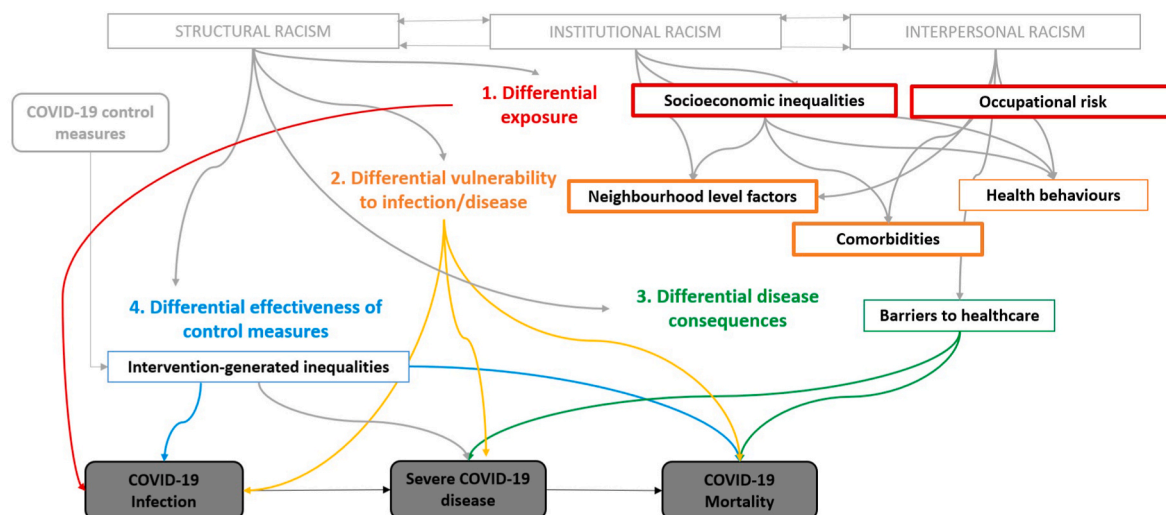 STRUCTURAL RACISM
INSTITUTIONAL RACISM
INTERPERSONAL RACISM
COVID-19 control
measures
1. Differential
exposure
Socioeconomic inequalities
Occupational risk
2. Differential vulnerability
to infection/disease
Neighbourhood level factors
Health behaviours
Comorbidities
4. Differential effectiveness of
control measures
3. Differential disease
consequences
Barriers to healthcare
Intervention-generated inequalities
COVID-19
Infection
Severe COVID-19
disease
COVID-19
Mortality